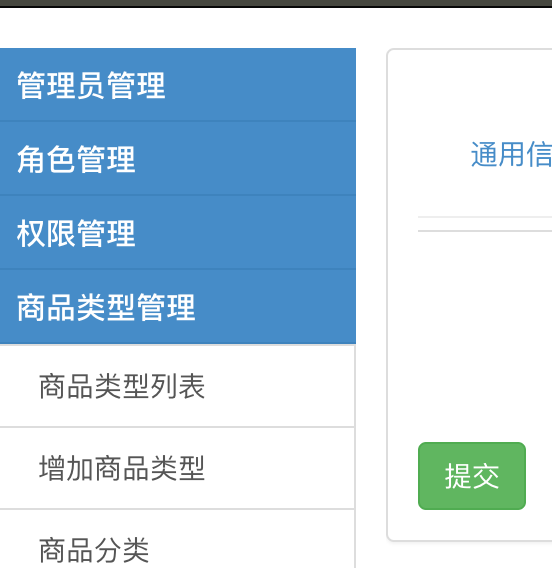 管理员管理
角色管理
权限管理
商品类型管理
商品类型列表
增加商品类型
商品分类
通用信
提交